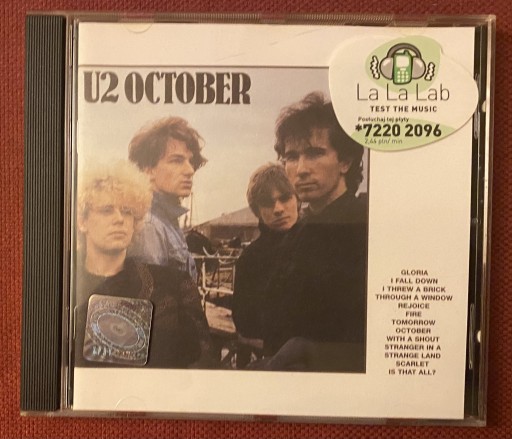 U2 OCTOBER
La La Lab
TEST THE MUSIC
Posłuchaj tej płyty
*7220 2096
2,44 pln/ min
GLORIA
I FALL DOWN
I THREW A BRICK
THROUGH A WINDOW
REJOICE
FIRE
TOMORROW
OCTOBER
WITH A SHOUT
STRANGER IN A
STRANGE LAND
SCARLET
IS THAT ALL?